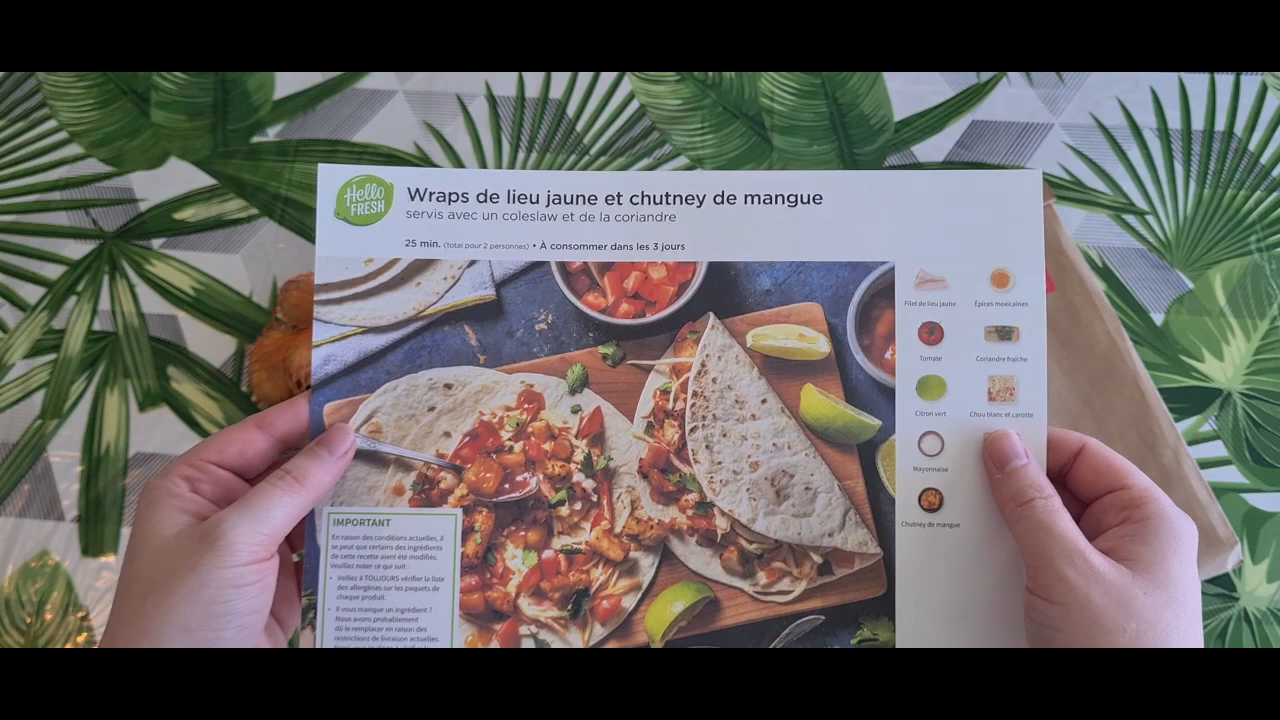 Hello
FRESH
Wraps de lieu jaune et chutney de mangue
servis avec un coleslaw et de la coriandre
25 min. (total pour 2 personnes) • À consommer dans les 3 jours
Filet de lieu jaune
Épices mexicaines
Tomate
Coriandre fraîche
Citron vert
Chou blanc et carotte
Mayonnaise
Chutney de mangue
IMPORTANT
En raison des conditions actuelles, il
se peut que certains des ingrédients
de cette recette aient été modifiés.
Veuillez noter ce qui suit :
• Veillez à TOUJOURS vérifier la liste
des allergènes sur les paquets de
chaque produit.
• Il vous manque un ingrédient ?
Nous avons probablement
dû le remplacer en raison des
restrictions de livraison actuelles.